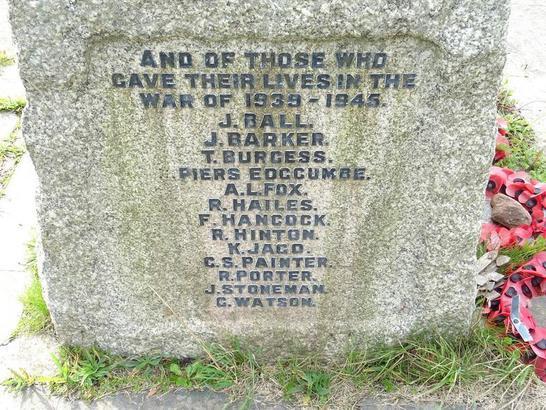 AND OF THOSE WHO
GAVE THEIR LIVES IN THE
WAR OF 1939-1945.
J. BALL.
J. BARKER.
T. BURGESS.
PIERS EDGCUMBE.
A.L. FOX.
R. HAILES.
F. HANCOCK.
R. HINTON.
K. JAGO.
C.S. PAINTER.
R. PORTER.
J. STONEMAN.
C. WATSON.